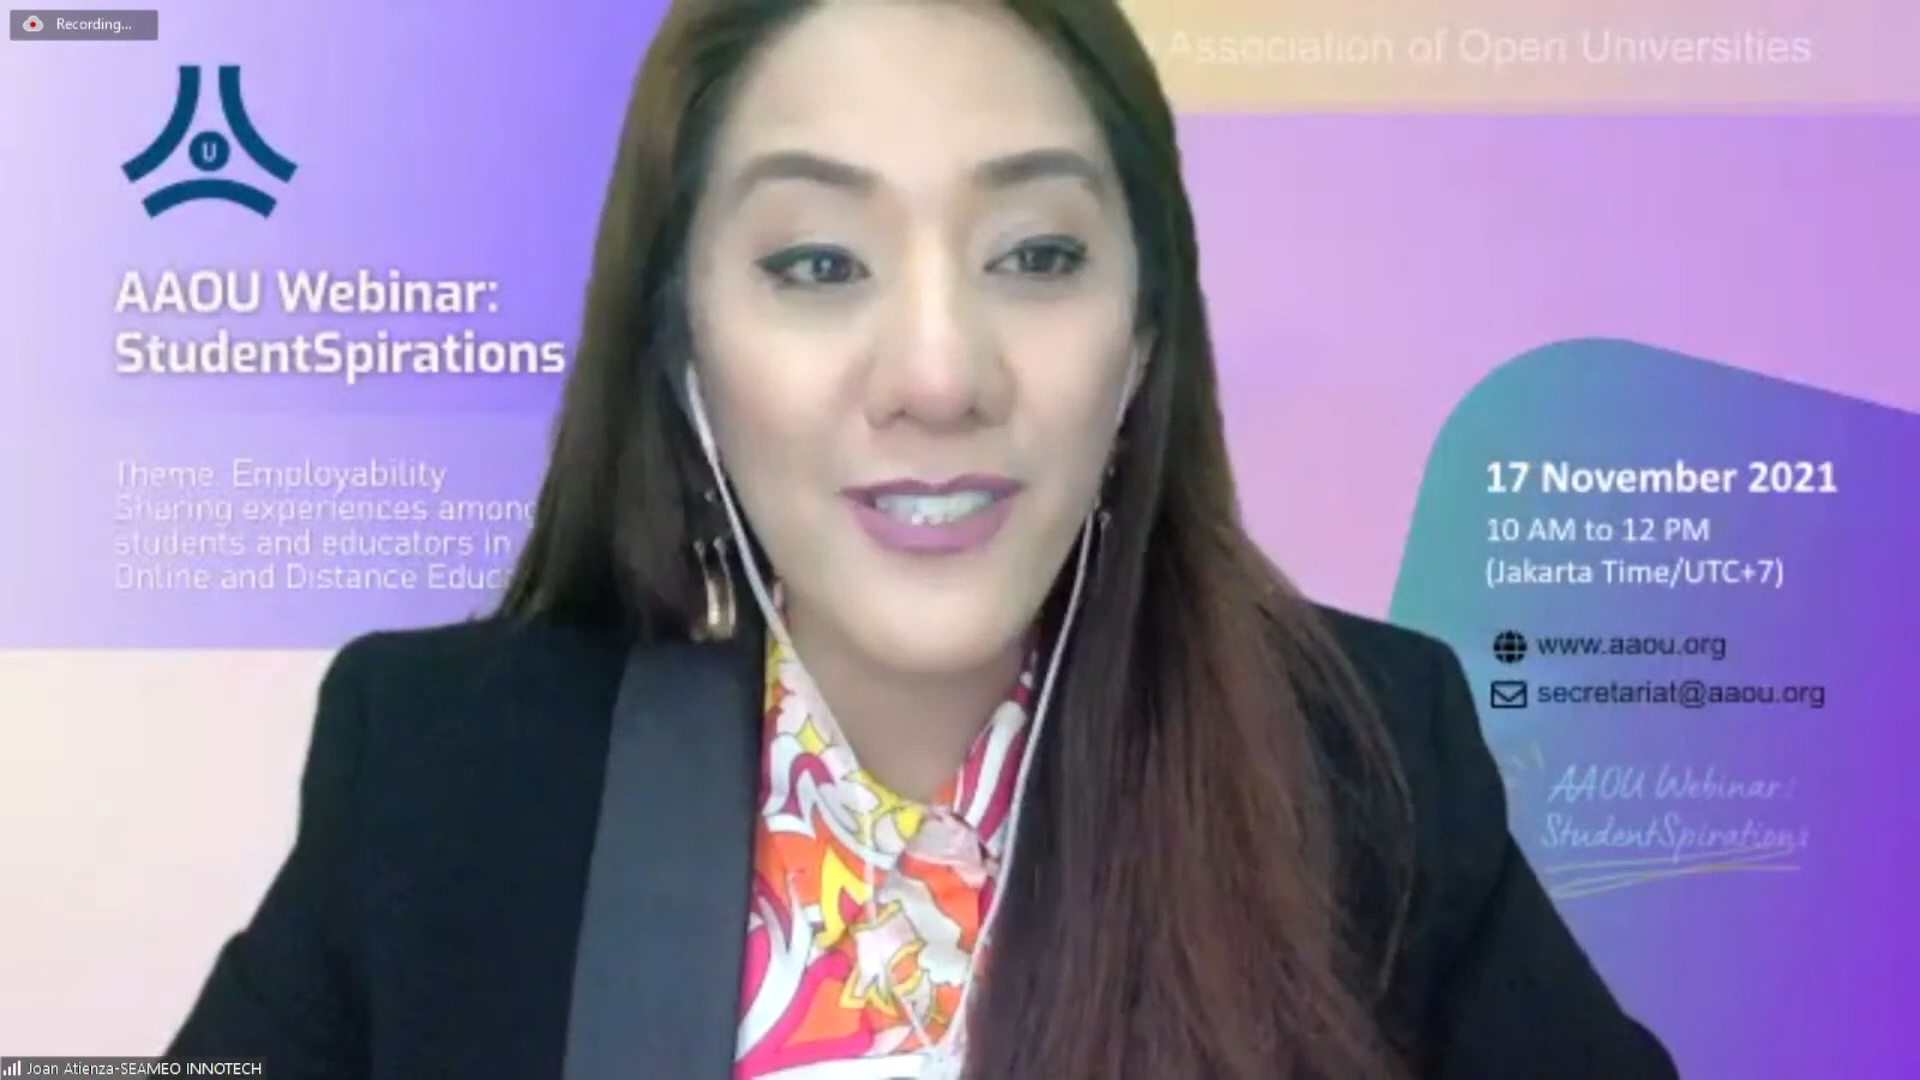 Recording...
Association of Open Universities
U
AAOU Webinar:
StudentSpirations
Theme: Employability
Sharing experiences among
students and educators in
Online and Distance Educ
17 November 2021
10 AM to 12 PM
(Jakarta Time/UTC+7)
www.aaou.org
secretariat@aaou.org
AAOU Webinar:
StudentSpirations
Joan Atienza-SEAMEO INNOTECH